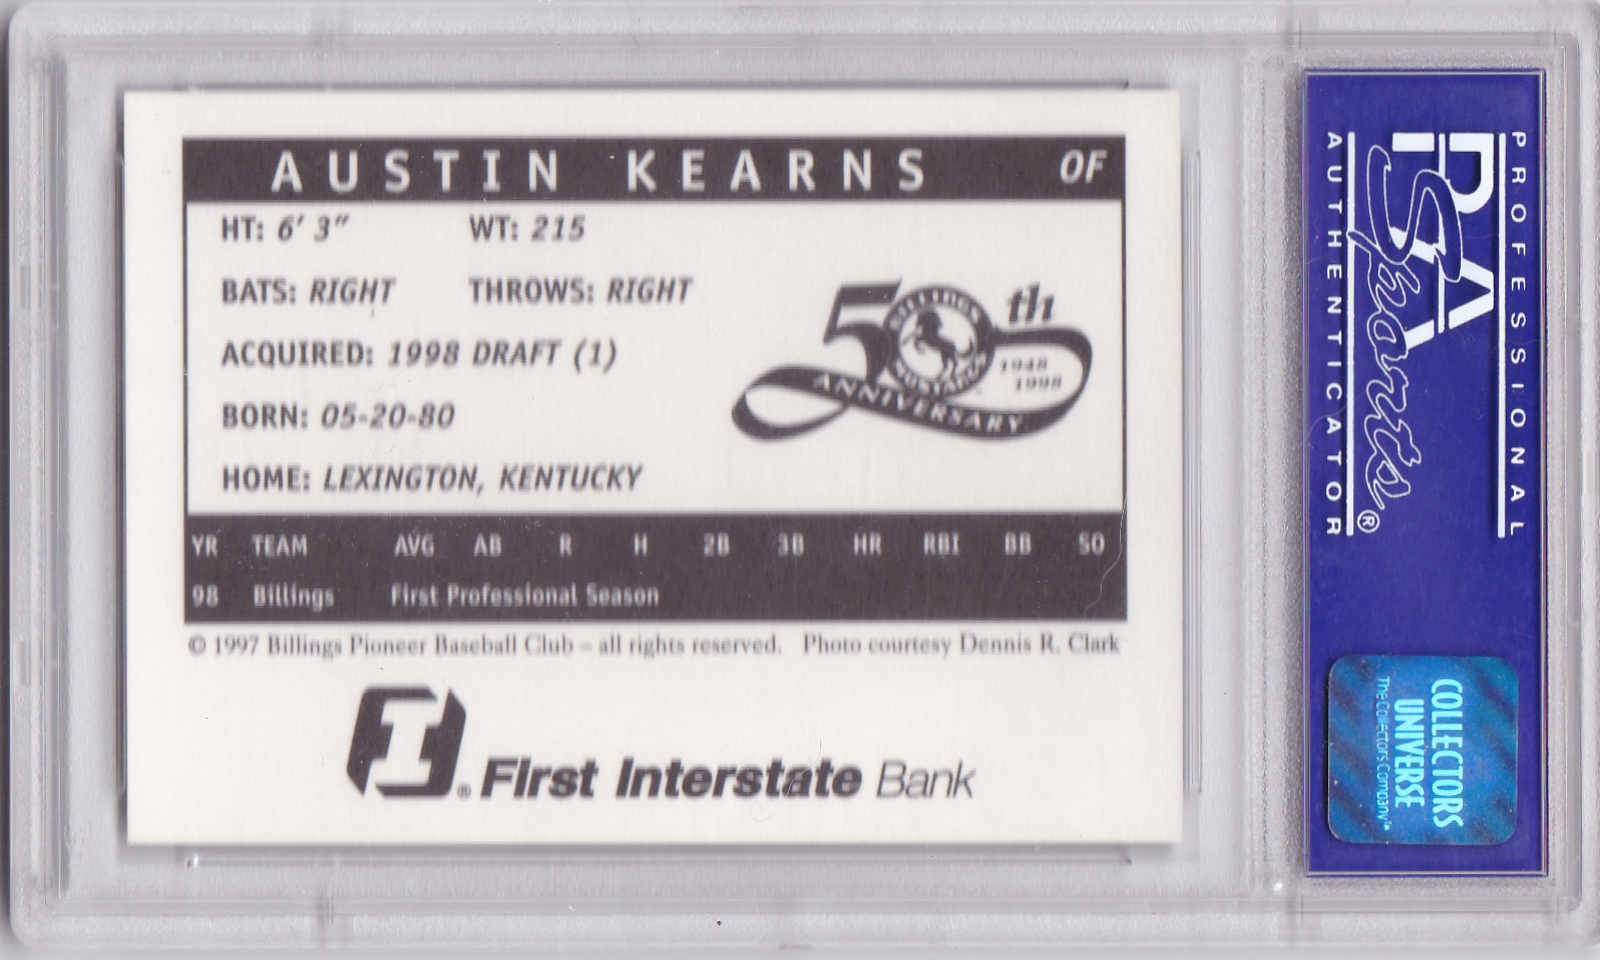 AUSTIN KEARNS OF
HT: 6' 3" WT: 215
BATS: RIGHT THROWS: RIGHT
ACQUIRED: 1998 DRAFT (1)
BORN: 05-20-80
HOME: LEXINGTON, KENTUCKY
50th
BILLINGS
MUSTANGS
1948
1998
ANNIVERSARY
YR TEAM AVG AB R H 2B 3B HR RBI BB SO
98 Billings First Professional Season
© 1997 Billings Pioneer Baseball Club – all rights reserved. Photo courtesy Dennis R. Clark
I® First Interstate Bank
PROFESSIONAL
PSA
Sports®
AUTHENTICATOR
COLLECTORS
UNIVERSE
The Collectors Company™